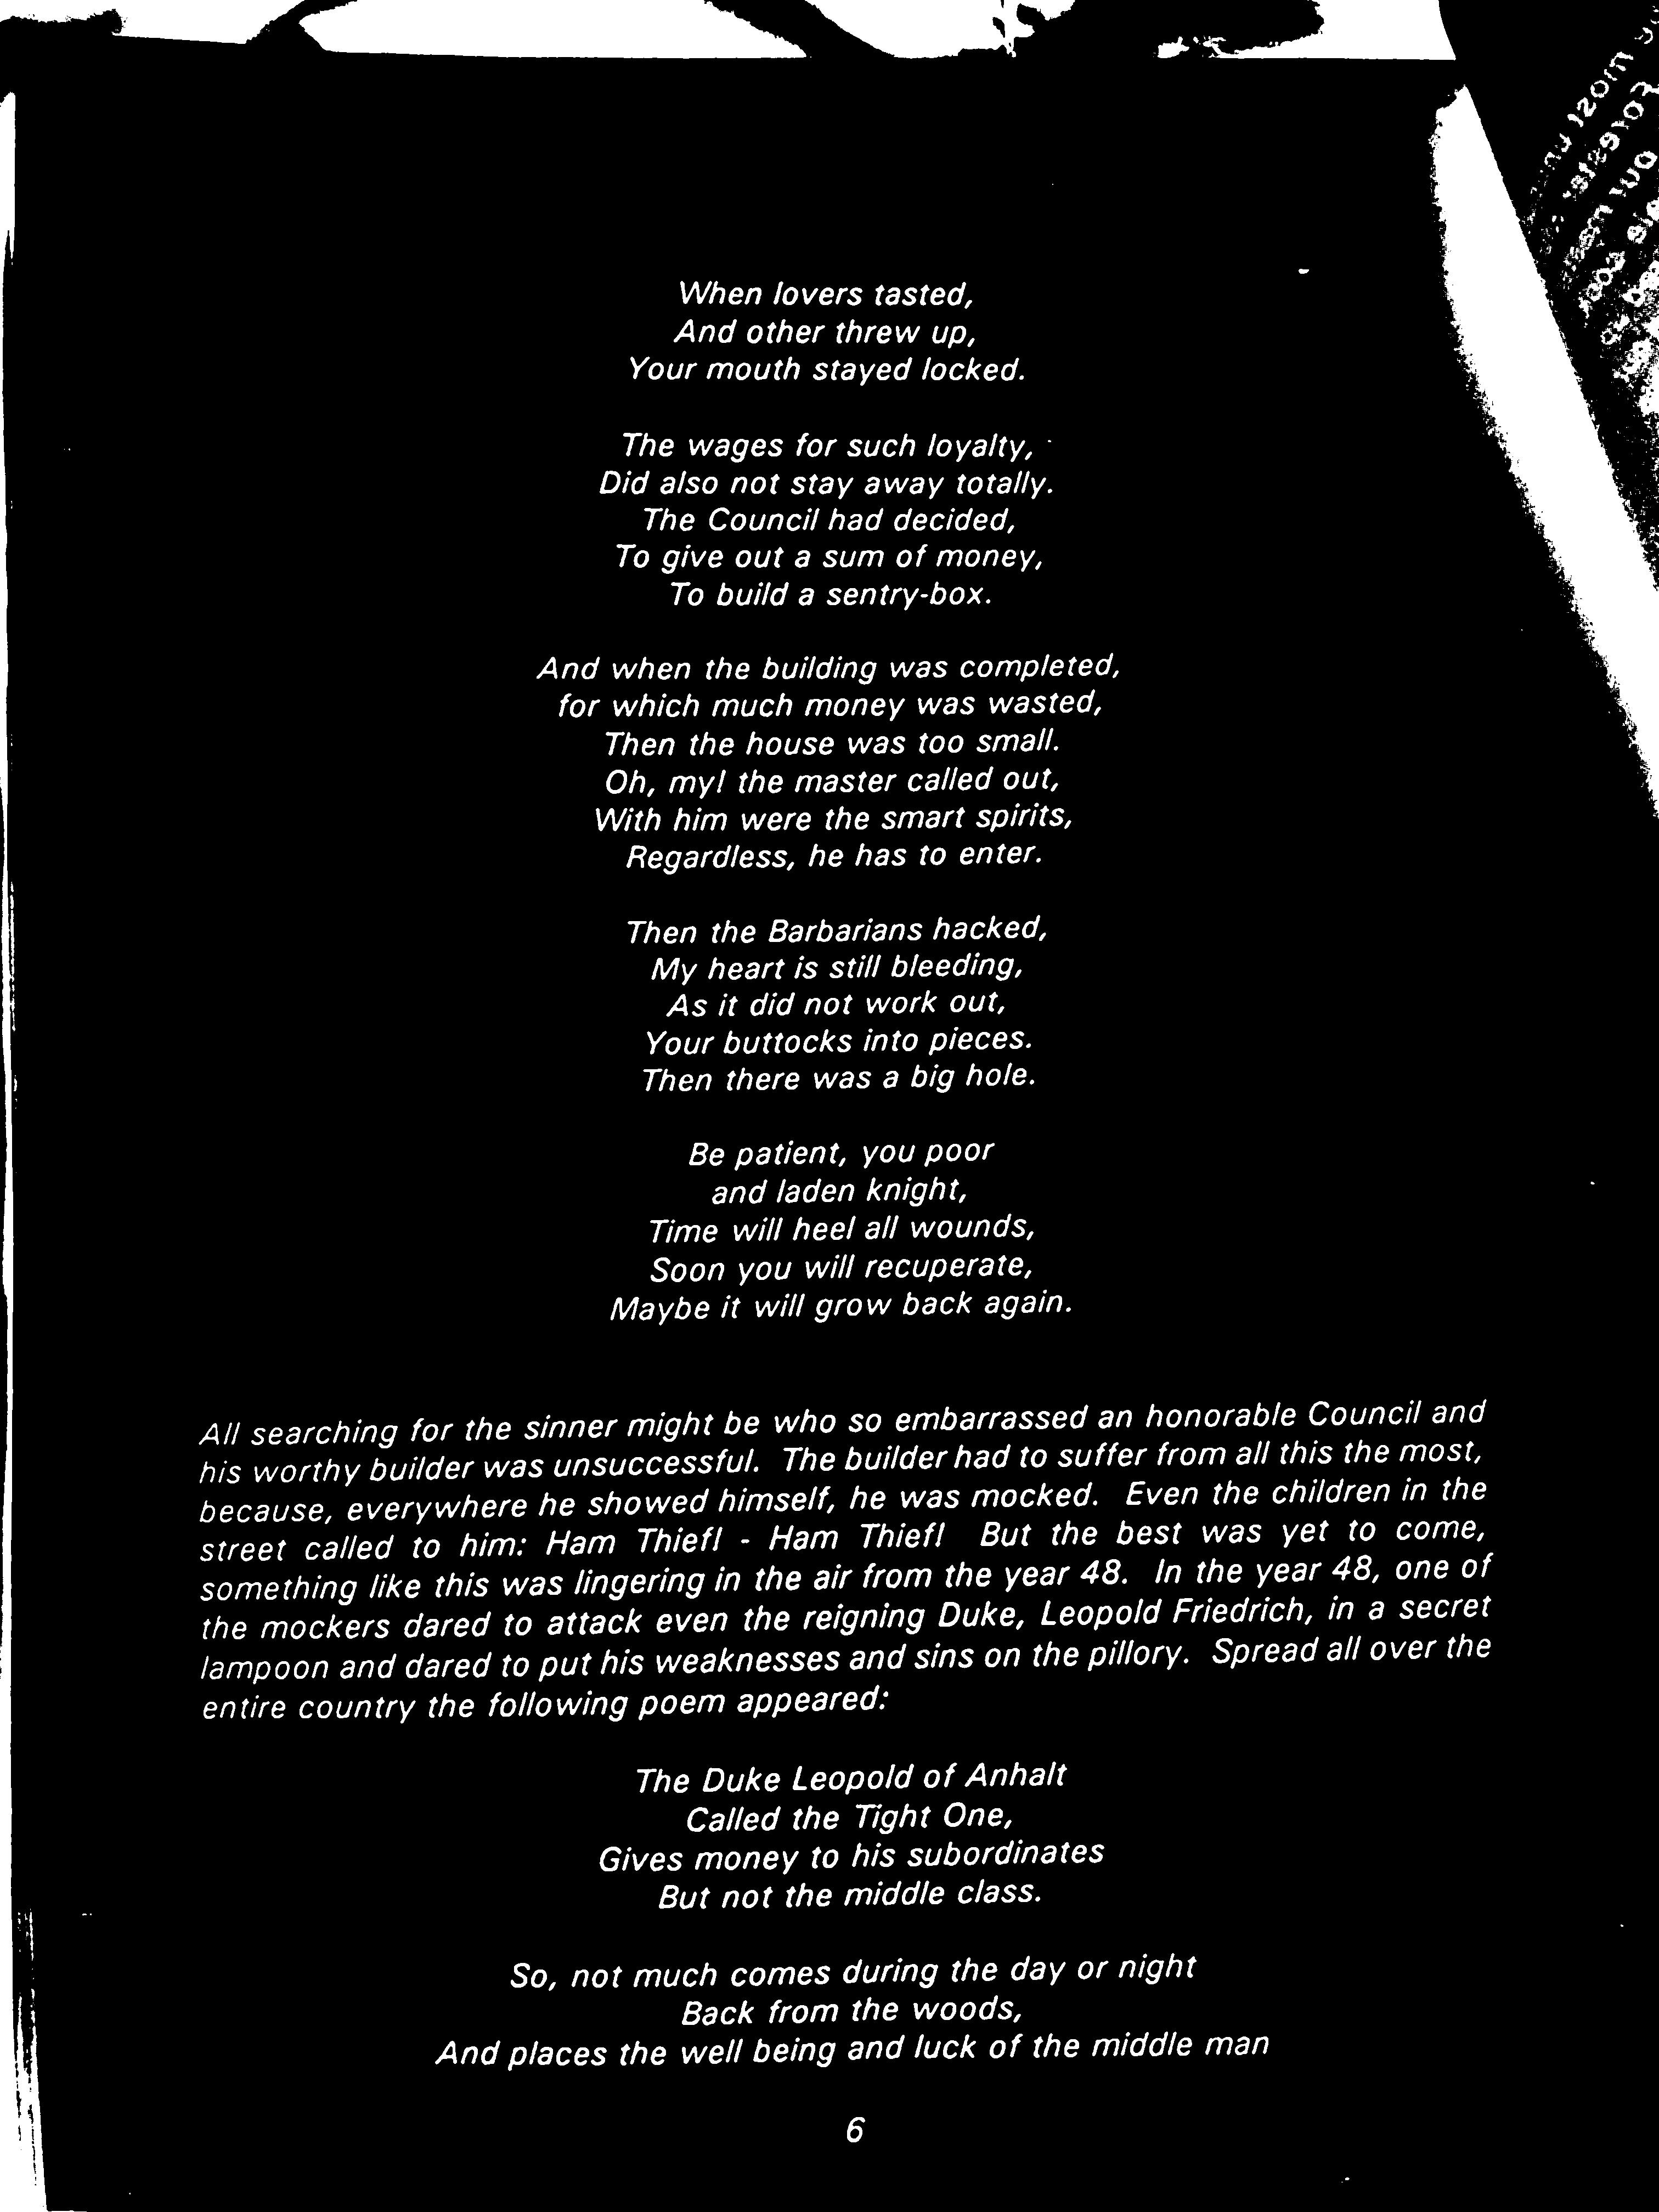 When lovers tasted,
And other threw up,
Your mouth stayed locked.
The wages for such loyalty,
Did also not stay away totally.
The Council had decided,
To give out a sum of money,
To build a sentry-box.
And when the building was completed,
for which much money was wasted,
Then the house was too small.
Oh, my! the master called out,
With him were the smart spirits,
Regardless, he has to enter.
Then the Barbarians hacked,
My heart is still bleeding,
As it did not work out,
Your buttocks into pieces.
Then there was a big hole.
Be patient, you poor
and laden knight,
Time will heel all wounds,
Soon you will recuperate,
Maybe it will grow back again.
All searching for the sinner might be who so embarrassed an honorable Council and
his worthy builder was unsuccessful. The builder had to suffer from all this the most,
because, everywhere he showed himself, he was mocked. Even the children in the
street called to him: Ham Thief! - Ham Thief! But the best was yet to come,
something like this was lingering in the air from the year 48. In the year 48, one of
the mockers dared to attack even the reigning Duke, Leopold Friedrich, in a secret
lampoon and dared to put his weaknesses and sins on the pillory. Spread all over the
entire country the following poem appeared:
The Duke Leopold of Anhalt
Called the Tight One,
Gives money to his subordinates
But not the middle class.
So, not much comes during the day or night
Back from the woods,
And places the well being and luck of the middle man
6